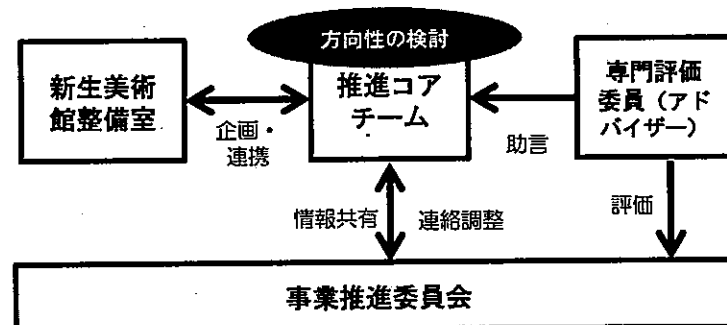 方向性の検討
新生美術
館整備室
推進コア
チーム
専門評価
委員（アド
バイザー）
企画・
連携
助言
情報共有
連絡調整
評価
事業推進委員会